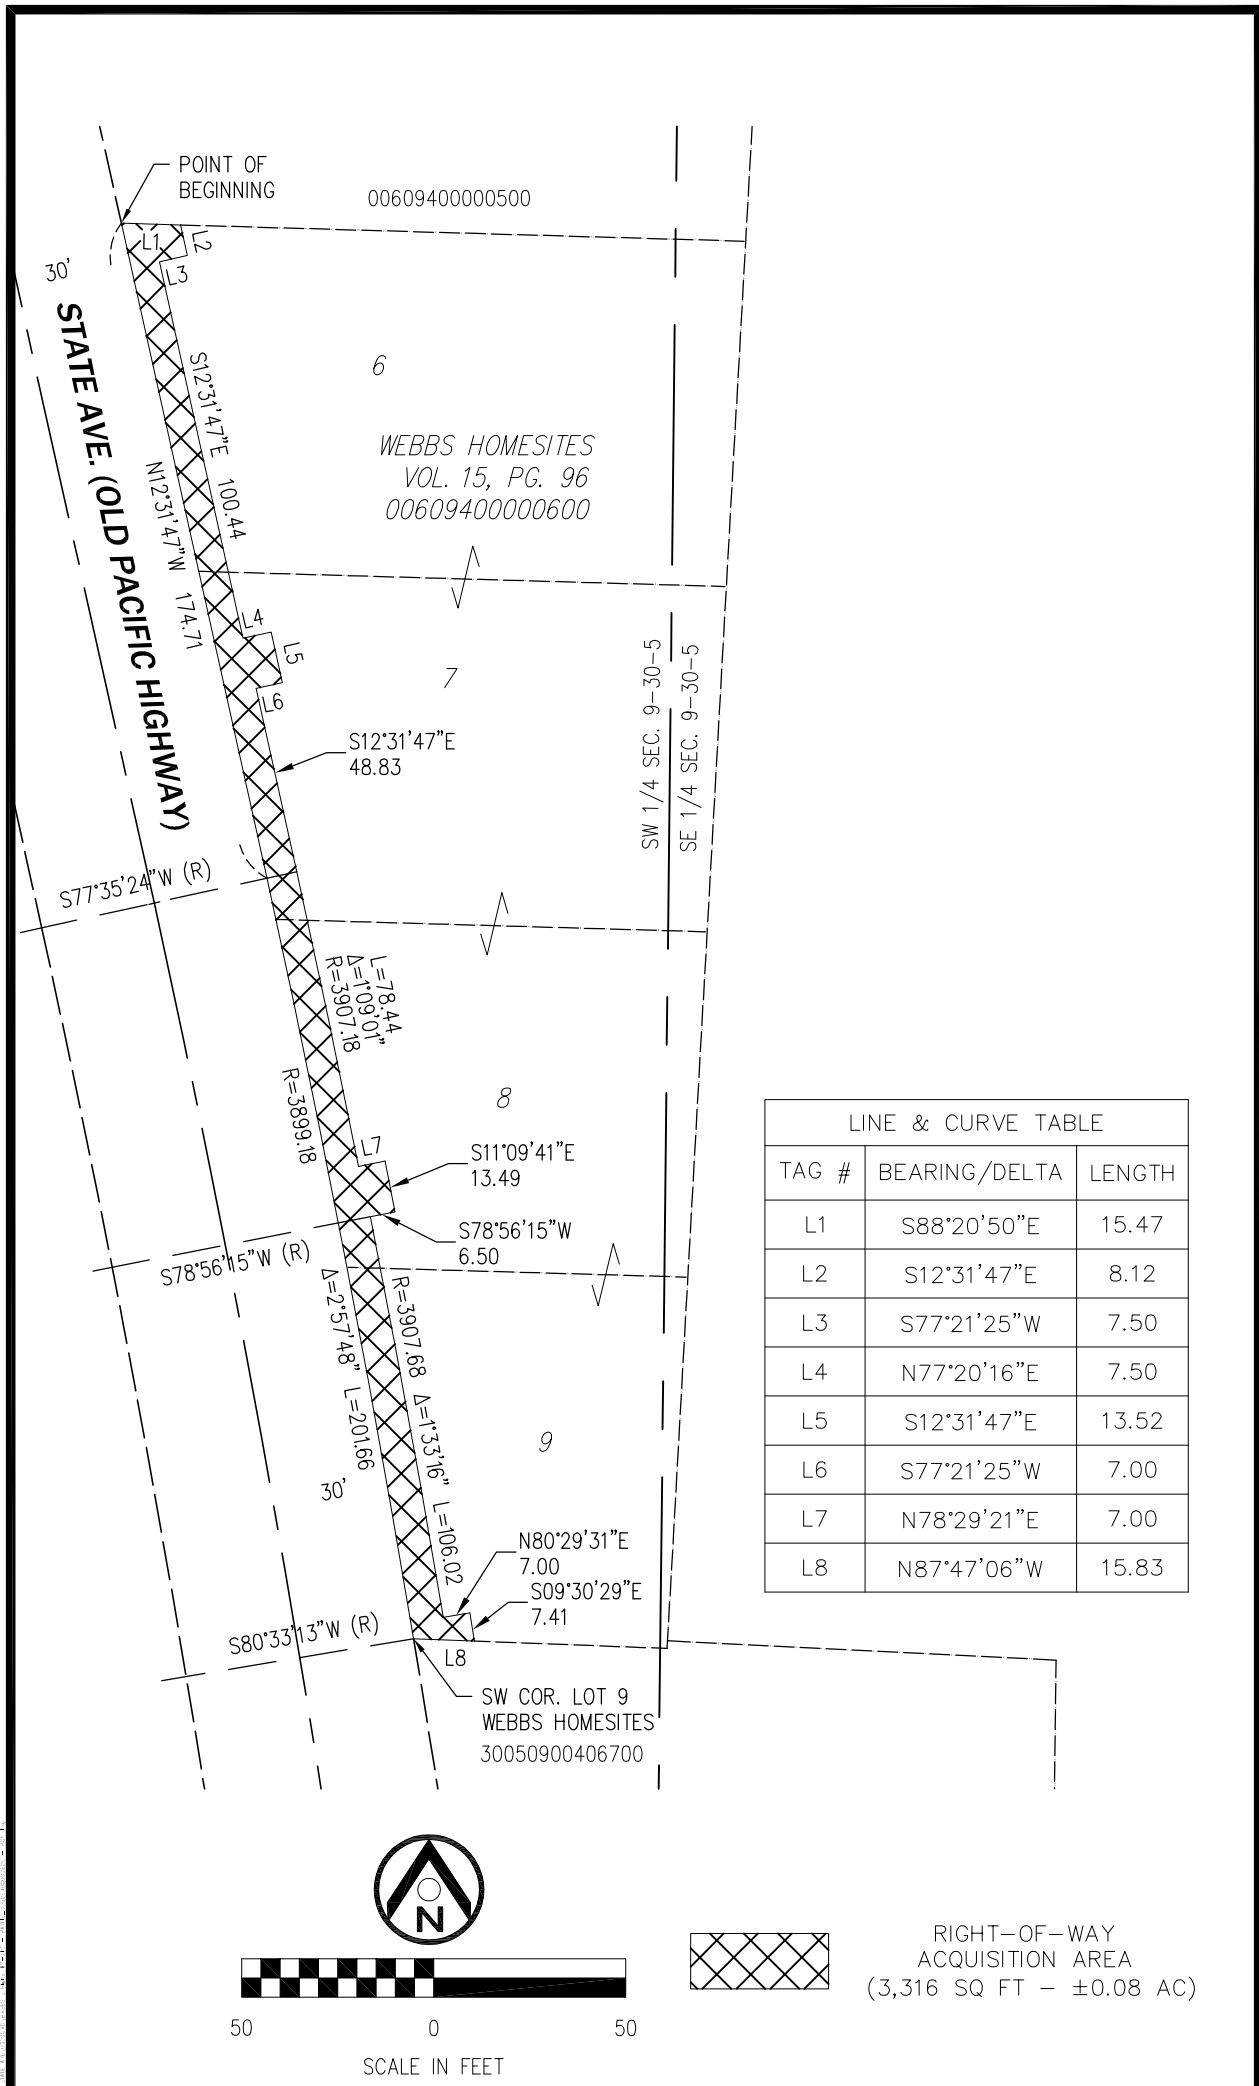 POINT OF
BEGINNING
00609400000500
L1
L2
L3
30'
STATE AVE. (OLD PACIFIC HIGHWAY)
6
S12°31'47"E 100.44
WEBBS HOMESITES
VOL. 15, PG. 96
00609400000600
N12°31'47"W 174.71
L4
L5
L6
7
SW 1/4 SEC. 9-30-5
SE 1/4 SEC. 9-30-5
S12°31'47"E
48.83
S77°35'24"W (R)
L=78.44
Δ=1°09'01"
R=3907.18
R=3899.18
8
L7
S11°09'41"E
13.49
S78°56'15"W
6.50
S78°56'15"W (R)
Δ=2°57'48" L=201.66
R=3907.68 Δ=1°33'16" L=106.02
9
30'
N80°29'31"E
7.00
S09°30'29"E
7.41
S80°33'13"W (R)
L8
SW COR. LOT 9
WEBBS HOMESITES
30050900406700
LINE & CURVE TABLE
TAG # BEARING/DELTA LENGTH
L1 S88°20'50"E 15.47
L2 S12°31'47"E 8.12
L3 S77°21'25"W 7.50
L4 N77°20'16"E 7.50
L5 S12°31'47"E 13.52
L6 S77°21'25"W 7.00
L7 N78°29'21"E 7.00
L8 N87°47'06"W 15.83
N
50 0 50
SCALE IN FEET
RIGHT-OF-WAY
ACQUISITION AREA
(3,316 SQ FT - ±0.08 AC)